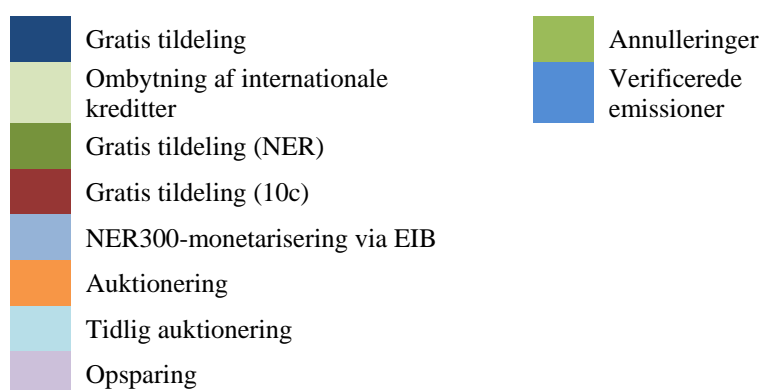 Gratis tildeling
Ombytning af internationale
kreditter
Gratis tildeling (NER)
Gratis tildeling (10c)
NER300-monetarisering via EIB
Auktionering
Tidlig auktionering
Opsparing
Annulleringer
Verificerede
emissioner